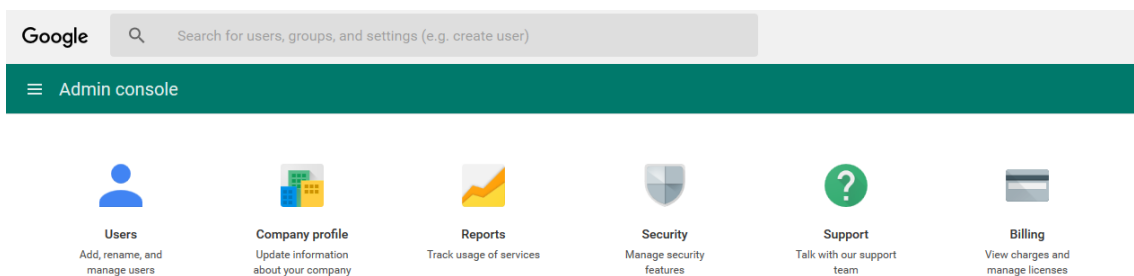 Google
Search for users, groups, and settings (e.g. create user)
Admin console
Users
Add, rename, and
manage users
Company profile
Update information
about your company
Reports
Track usage of services
Security
Manage security
features
Support
Talk with our support
team
Billing
View charges and
manage licenses